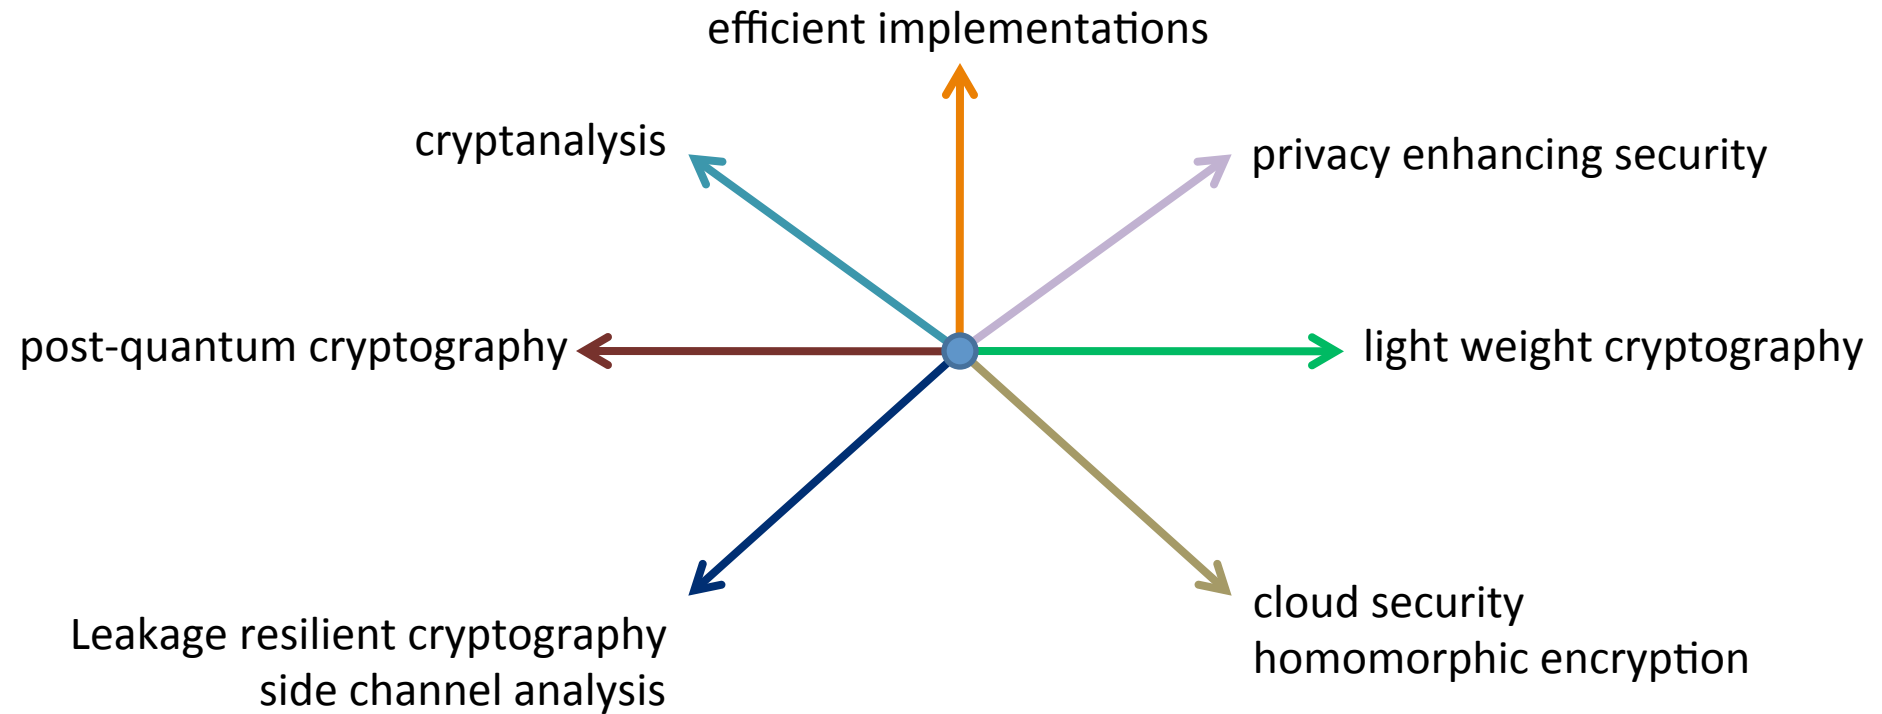 efficient implementations
cryptanalysis
privacy enhancing security
post-quantum cryptography
light weight cryptography
Leakage resilient cryptography
side channel analysis
cloud security
homomorphic encryption